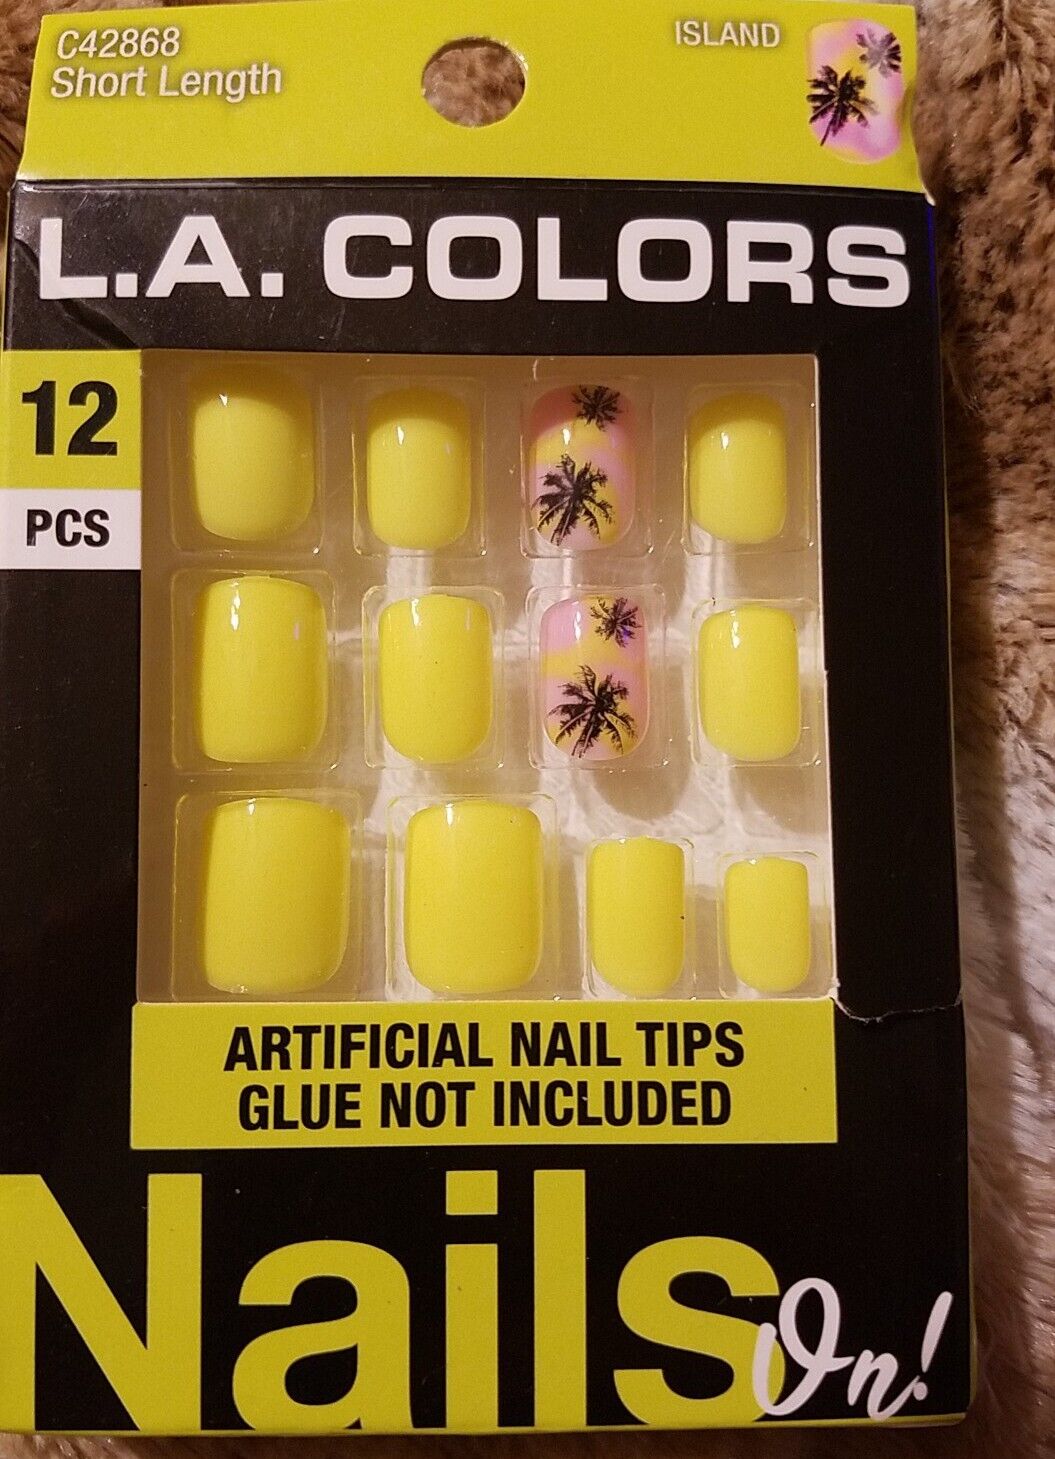 C42868
Short Length
ISLAND
L.A. COLORS
12
PCS
ARTIFICIAL NAIL TIPS
GLUE NOT INCLUDED
Nails
On!